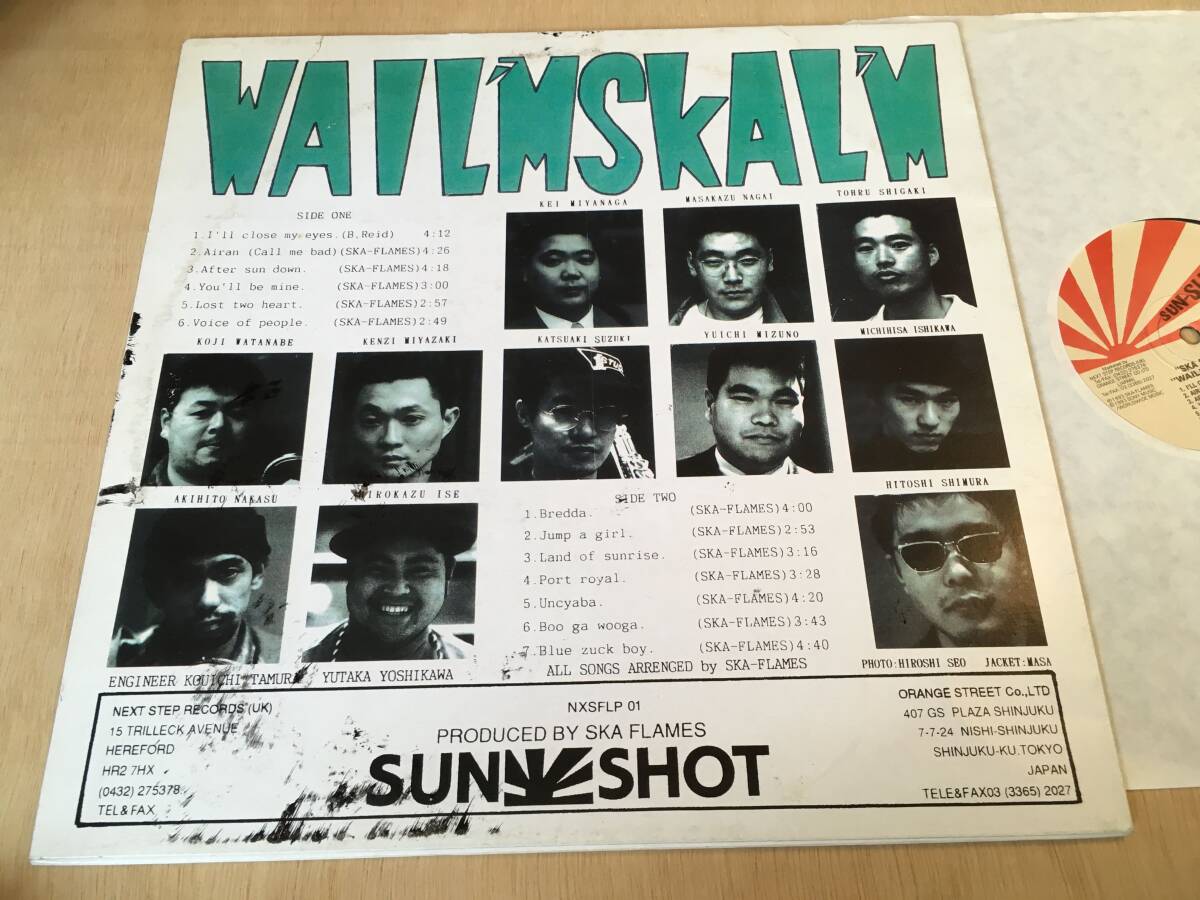 WAIL'MSKAL'M
KEI MIYANAGA
MASAKAZU NAGAI
TOHRU SHIGAKI
SIDE ONE
1.I'll close my eyes.(B,Reid) 4:12
2.Airan (Call me bad)(SKA-FLAMES)4:26
3.After sun down. (SKA-FLAMES)4:18
4.You'll be mine. (SKA-FLAMES)3:00
5.Lost two heart. (SKA-FLAMES)2:57
6.Voice of people. (SKA-FLAMES)2:49
KOJI WATANABE
KENZI MIYAZAKI
KATSUAKI SUZUKI
YUICHI MIZUNO
MICHIHISA ISHIKAWA
AKIHITO NAKASU
HIROKAZU ISE
HITOSHI SHIMURA
SIDE TWO
1.Bredda. (SKA-FLAMES)4:00
2.Jump a girl. (SKA-FLAMES)2:53
3.Land of sunrise. (SKA-FLAMES)3:16
4.Port royal. (SKA-FLAMES)3:28
5.Uncyaba. (SKA-FLAMES)4:20
6.Boo ga wooga. (SKA-FLAMES)3:43
7.Blue zuck boy. (SKA-FLAMES)4:40
ALL SONGS ARRENGED by SKA-FLAMES
ENGINEER KOUICHI TAMURA
YUTAKA YOSHIKAWA
PHOTO:HIROSHI SEO JACKET:MASA
NEXT STEP RECORDS (UK)
15 TRILLECK AVENUE
HEREFORD
HR2 7HX
(0432) 275378
TEL&FAX
NXSFLP 01
PRODUCED BY SKA FLAMES
SUN SHOT
ORANGE STREET Co.,LTD
407 GS PLAZA SHINJUKU
7-7-24 NISHI-SHINJUKU
SHINJUKU-KU.TOKYO
JAPAN
TELE&FAX03 (3365) 2027